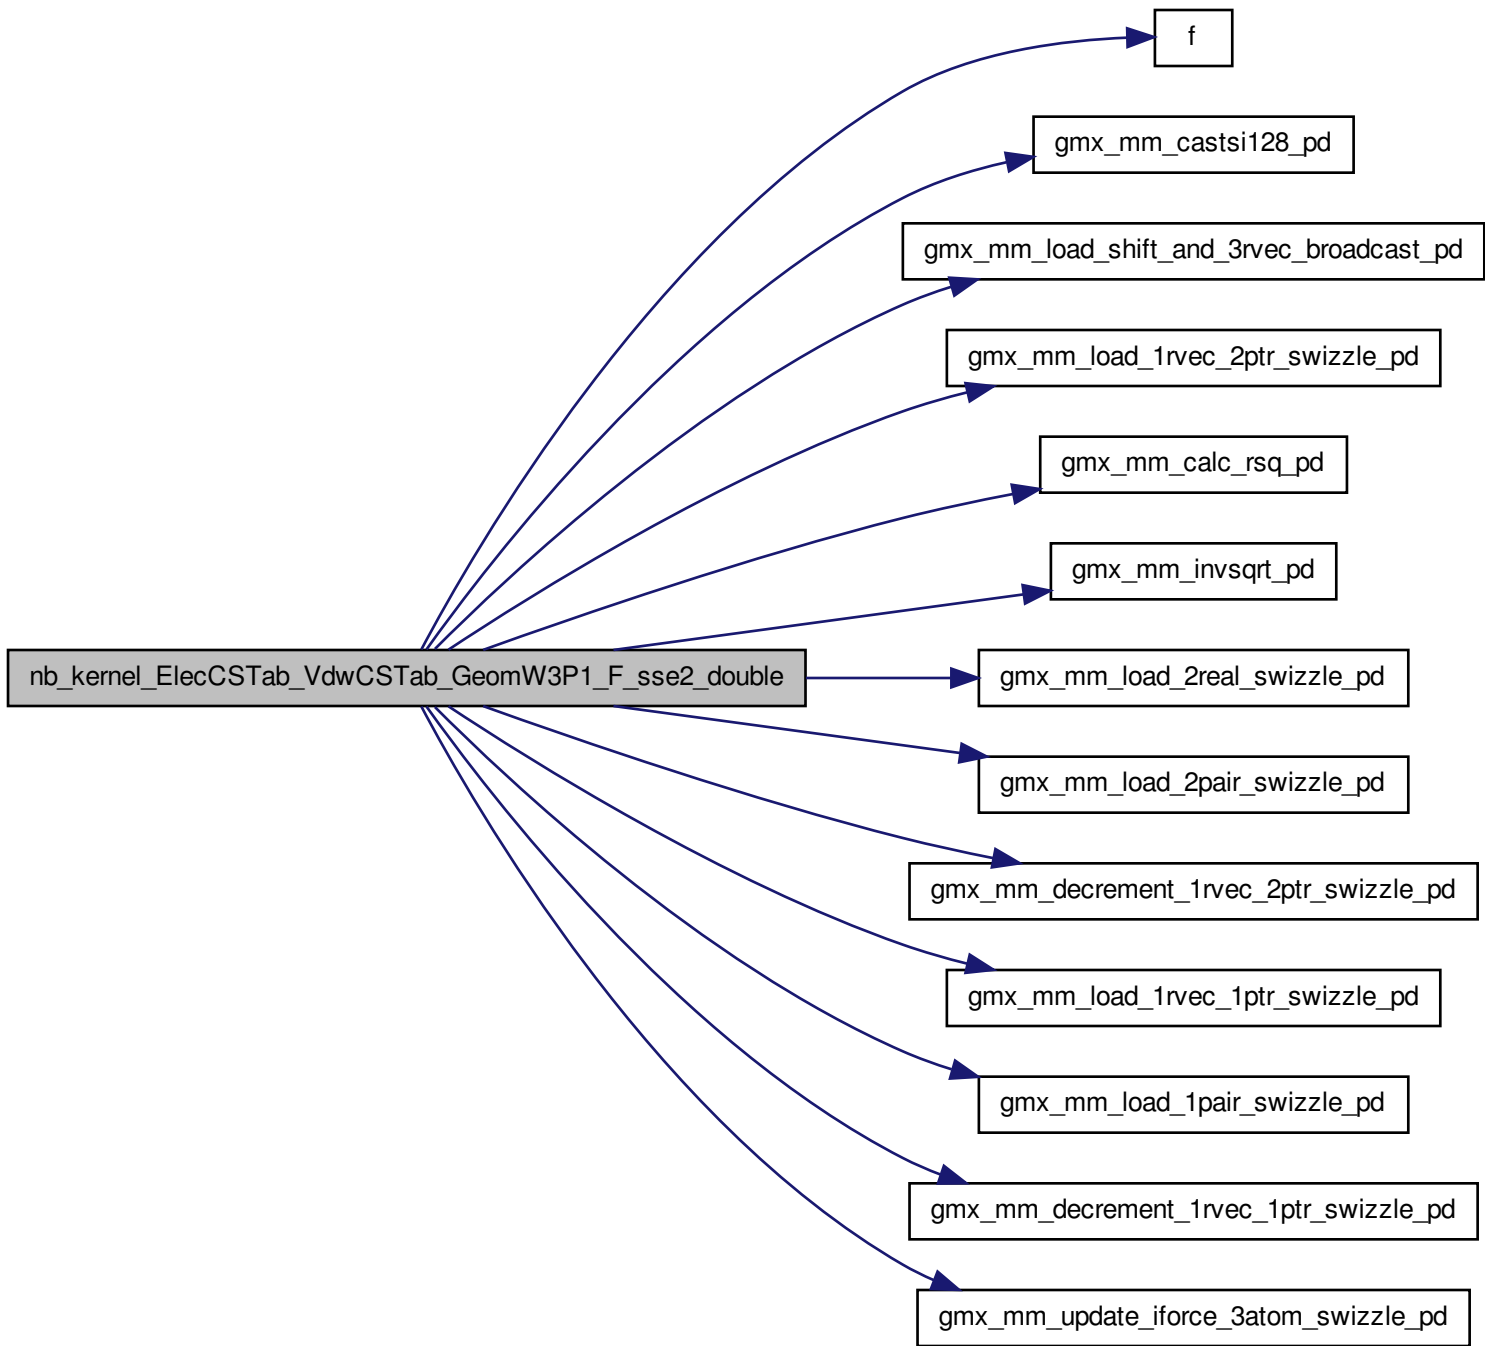 f
gmx_mm_castsi128_pd
gmx_mm_load_shift_and_3rvec_broadcast_pd
gmx_mm_load_1rvec_2ptr_swizzle_pd
gmx_mm_calc_rsq_pd
gmx_mm_invsqrt_pd
nb_kernel_ElecCSTab_VdwCSTab_GeomW3P1_F_sse2_double
gmx_mm_load_2real_swizzle_pd
gmx_mm_load_2pair_swizzle_pd
gmx_mm_decrement_1rvec_2ptr_swizzle_pd
gmx_mm_load_1rvec_1ptr_swizzle_pd
gmx_mm_load_1pair_swizzle_pd
gmx_mm_decrement_1rvec_1ptr_swizzle_pd
gmx_mm_update_iforce_3atom_swizzle_pd